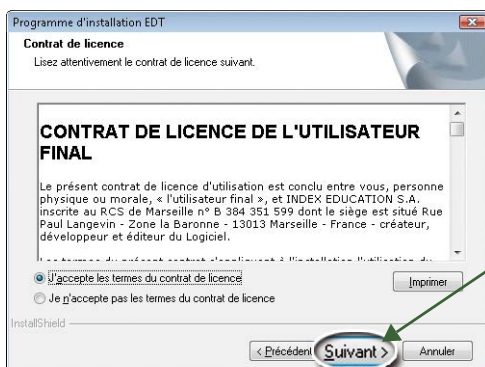 Programme d'installation EDT
Contrat de licence
Lisez attentivement le contrat de licence suivant.
CONTRAT DE LICENCE DE L'UTILISATEUR
FINAL
Le présent contrat de licence d'utilisation est conclu entre vous, personne
physique ou morale, « l'utilisateur final », et INDEX EDUCATION S.A.
inscrite au RCS de Marseille n° B 384 351 599 dont le siège est situé Rue
Paul Langevin - Zone la Baronne - 13013 Marseille - France - créateur,
développeur et éditeur du Logiciel.
J'accepte les termes du contrat de licence
Imprimer
Je n'accepte pas les termes du contrat de licence
InstallShield
< Précédent Suivant > Annuler